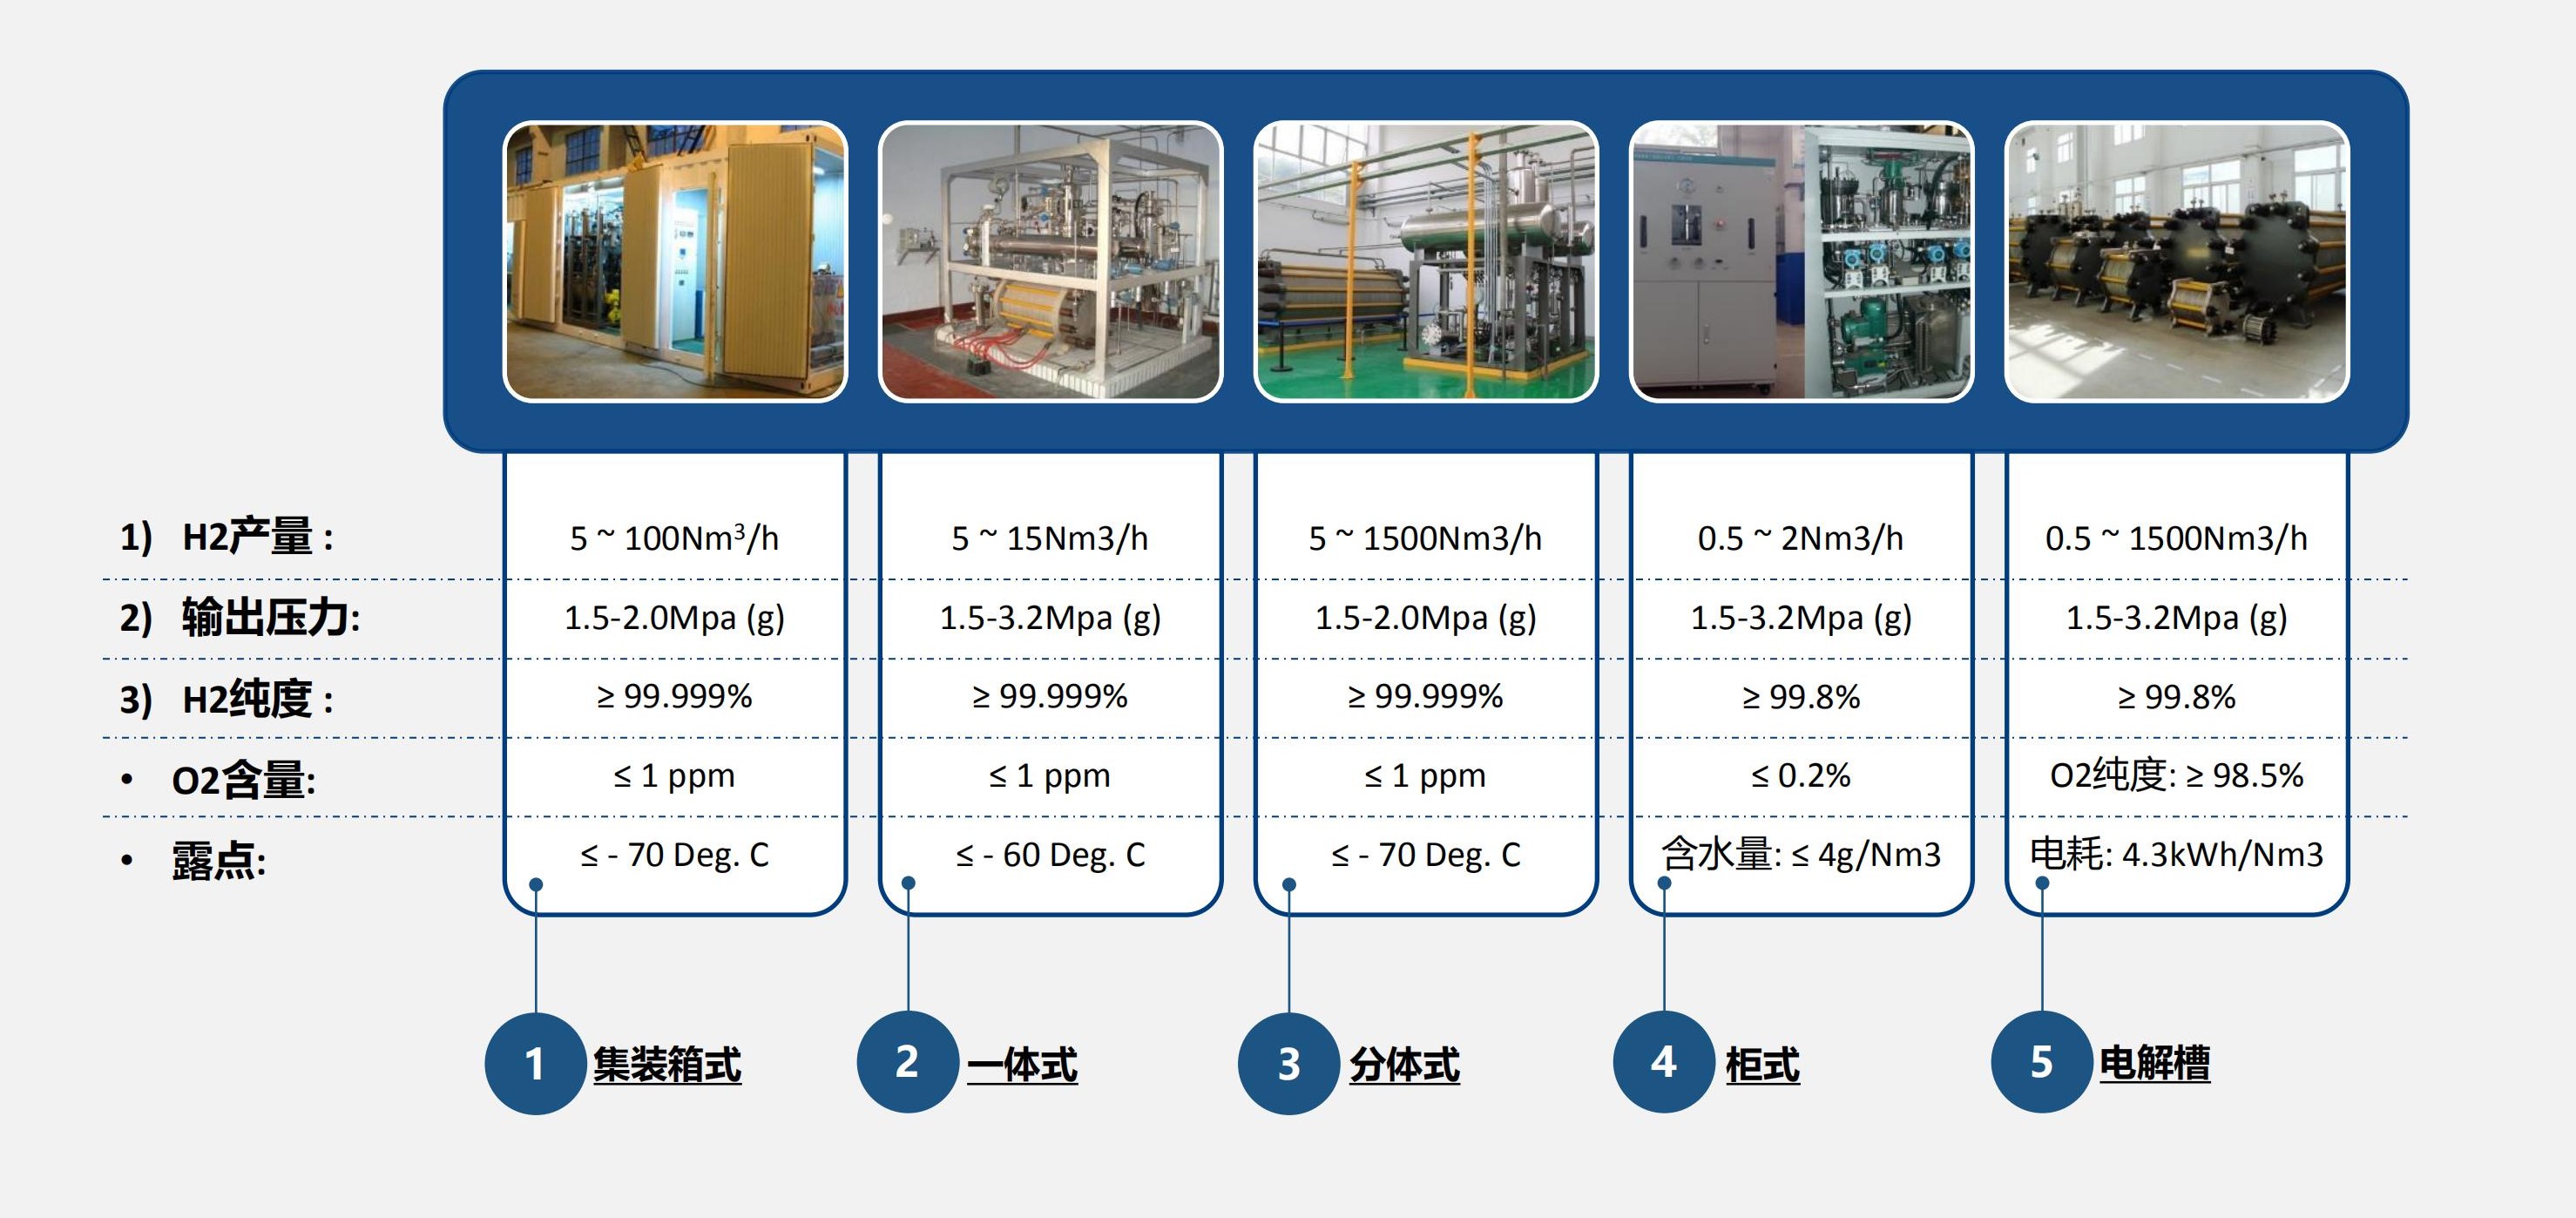 1) H2产量 : 5 ~ 100Nm³/h 5 ~ 15Nm3/h 5 ~ 1500Nm3/h 0.5 ~ 2Nm3/h 0.5 ~ 1500Nm3/h
2) 输出压力: 1.5-2.0Mpa (g) 1.5-3.2Mpa (g) 1.5-2.0Mpa (g) 1.5-3.2Mpa (g) 1.5-3.2Mpa (g)
3) H2纯度 : ≥ 99.999% ≥ 99.999% ≥ 99.999% ≥ 99.8% ≥ 99.8%
• O2含量: ≤ 1 ppm ≤ 1 ppm ≤ 1 ppm ≤ 0.2% O2纯度: ≥ 98.5%
• 露点: ≤ - 70 Deg. C ≤ - 60 Deg. C ≤ - 70 Deg. C 含水量: ≤ 4g/Nm3 电耗: 4.3kWh/Nm3
1 集装箱式 2 一体式 3 分体式 4 柜式 5 电解槽